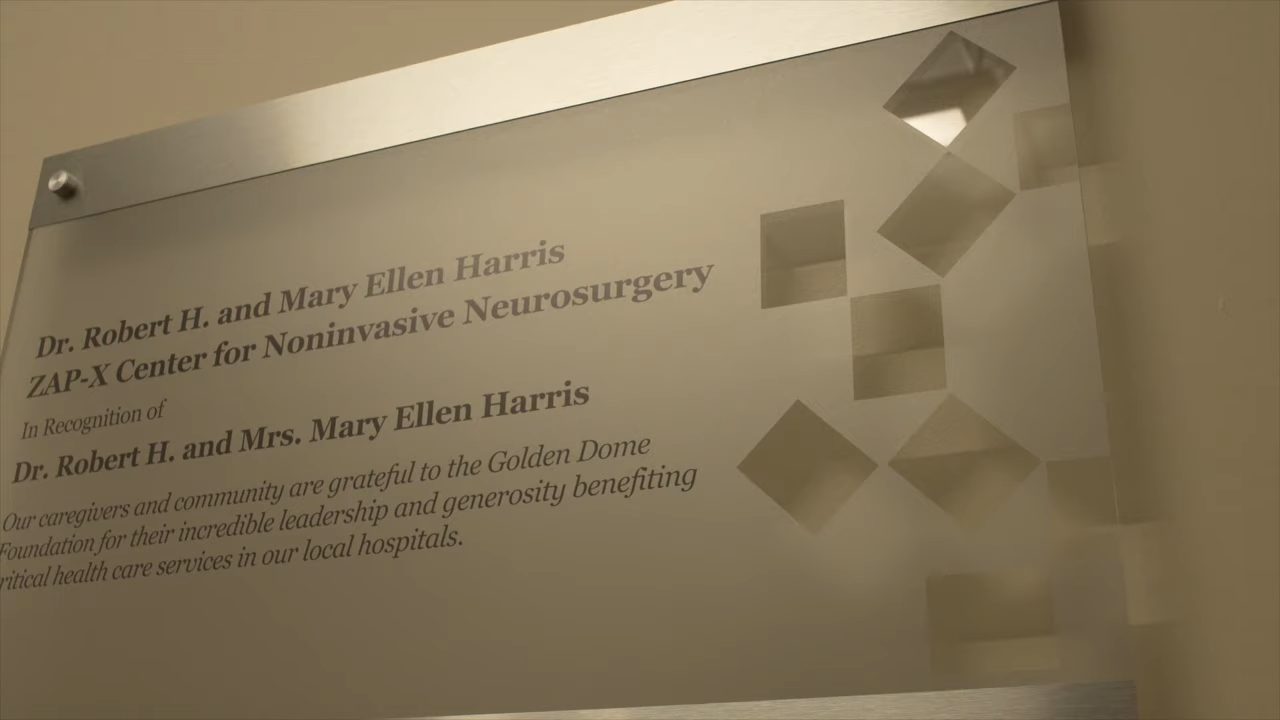 Dr. Robert H. and Mary Ellen Harris
ZAP-X Center for Noninvasive Neurosurgery
In Recognition of
Dr. Robert H. and Mrs. Mary Ellen Harris
Our caregivers and community are grateful to the Golden Dome
Foundation for their incredible leadership and generosity benefiting
ritical health care services in our local hospitals.